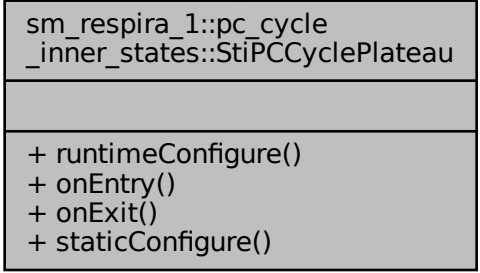 sm_respira_1::pc_cycle
_inner_states::StiPCCyclePlateau
+ runtimeConfigure()
+ onEntry()
+ onExit()
+ staticConfigure()